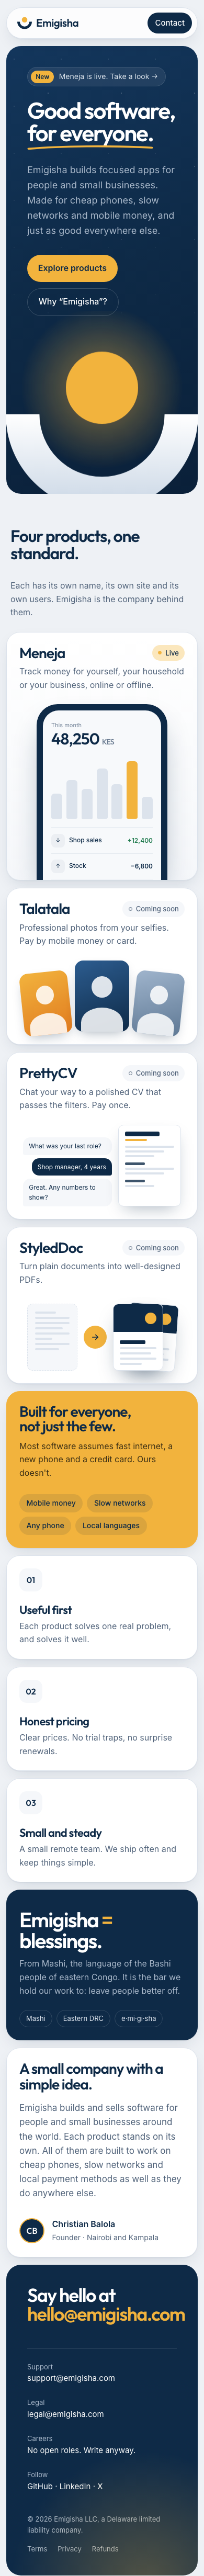 Emigisha
Contact
New Meneja is live. Take a look →
Good software,
for everyone.
Emigisha builds focused apps for
people and small businesses.
Made for cheap phones, slow
networks and mobile money, and
just as good everywhere else.
Explore products
Why “Emigisha”?
Four products, one
standard.
Each has its own name, its own site and its
own users. Emigisha is the company behind
them.
Meneja
Live
Track money for yourself, your household
or your business, online or offline.
This month
48,250 KES
↓ Shop sales +12,400
↑ Stock −6,800
Talatala
Coming soon
Professional photos from your selfies.
Pay by mobile money or card.
PrettyCV
Coming soon
Chat your way to a polished CV that
passes the filters. Pay once.
What was your last role?
Shop manager, 4 years
Great. Any numbers to
show?
StyledDoc
Coming soon
Turn plain documents into well-designed
PDFs.
→
Built for everyone,
not just the few.
Most software assumes fast internet, a
new phone and a credit card. Ours
doesn't.
Mobile money
Slow networks
Any phone
Local languages
01
Useful first
Each product solves one real problem,
and solves it well.
02
Honest pricing
Clear prices. No trial traps, no surprise
renewals.
03
Small and steady
A small remote team. We ship often and
keep things simple.
Emigisha =
blessings.
From Mashi, the language of the Bashi
people of eastern Congo. It is the bar we
hold our work to: leave people better off.
Mashi
Eastern DRC
e·mi·gi·sha
A small company with a
simple idea.
Emigisha builds and sells software for
people and small businesses around
the world. Each product stands on its
own. All of them are built to work on
cheap phones, slow networks and
local payment methods as well as they
do anywhere else.
CB
Christian Balola
Founder · Nairobi and Kampala
Say hello at
hello@emigisha.com
Support
support@emigisha.com
Legal
legal@emigisha.com
Careers
No open roles. Write anyway.
Follow
GitHub · LinkedIn · X
© 2026 Emigisha LLC, a Delaware limited
liability company.
Terms
Privacy
Refunds